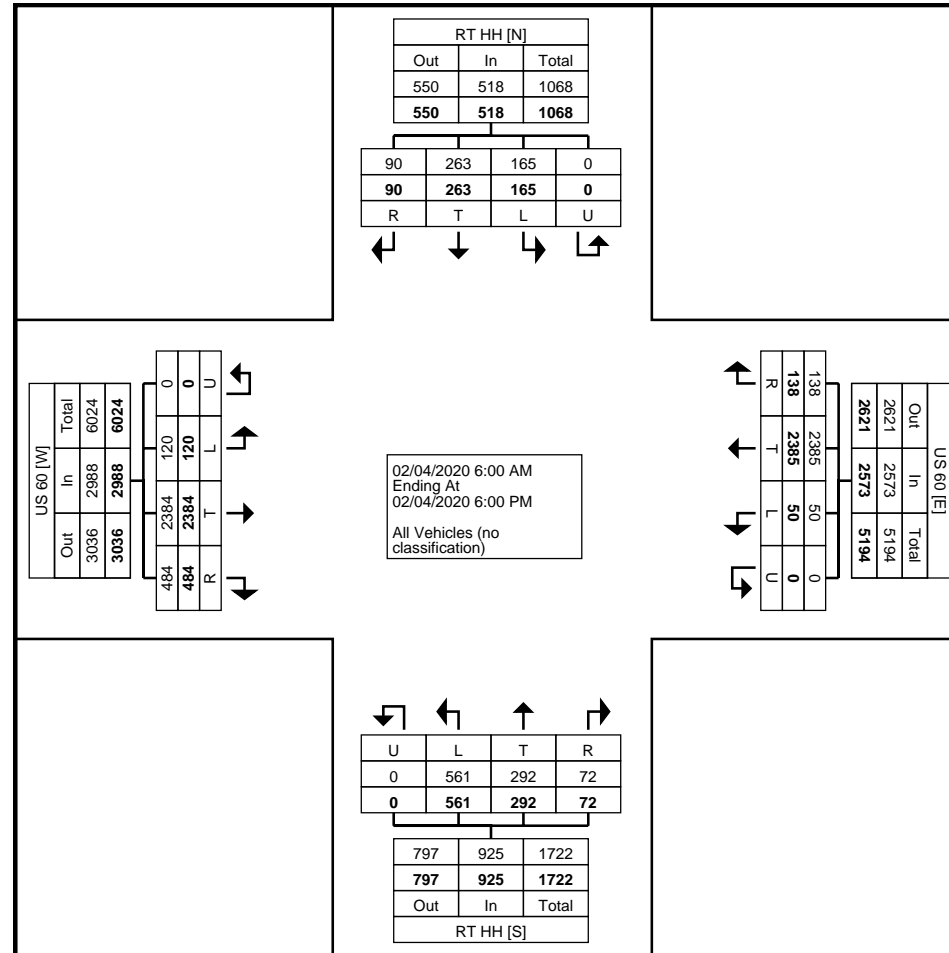 RT HH [N]
Out In Total
550 518 1068
550 518 1068
90 263 165 0
90 263 165 0
R T L U
US 60 [W]
Total In Out
6024 2988 3036
6024 2988 3036
0 120 2384 484
0 120 2384 484
U L T R
02/04/2020 6:00 AM
Ending At
02/04/2020 6:00 PM
All Vehicles (no
classification)
R T L U
138 2385 50 0
138 2385 50 0
2621 2573 5194
2621 2573 5194
Out In Total
US 60 [E]
U L T R
0 561 292 72
0 561 292 72
797 925 1722
797 925 1722
Out In Total
RT HH [S]